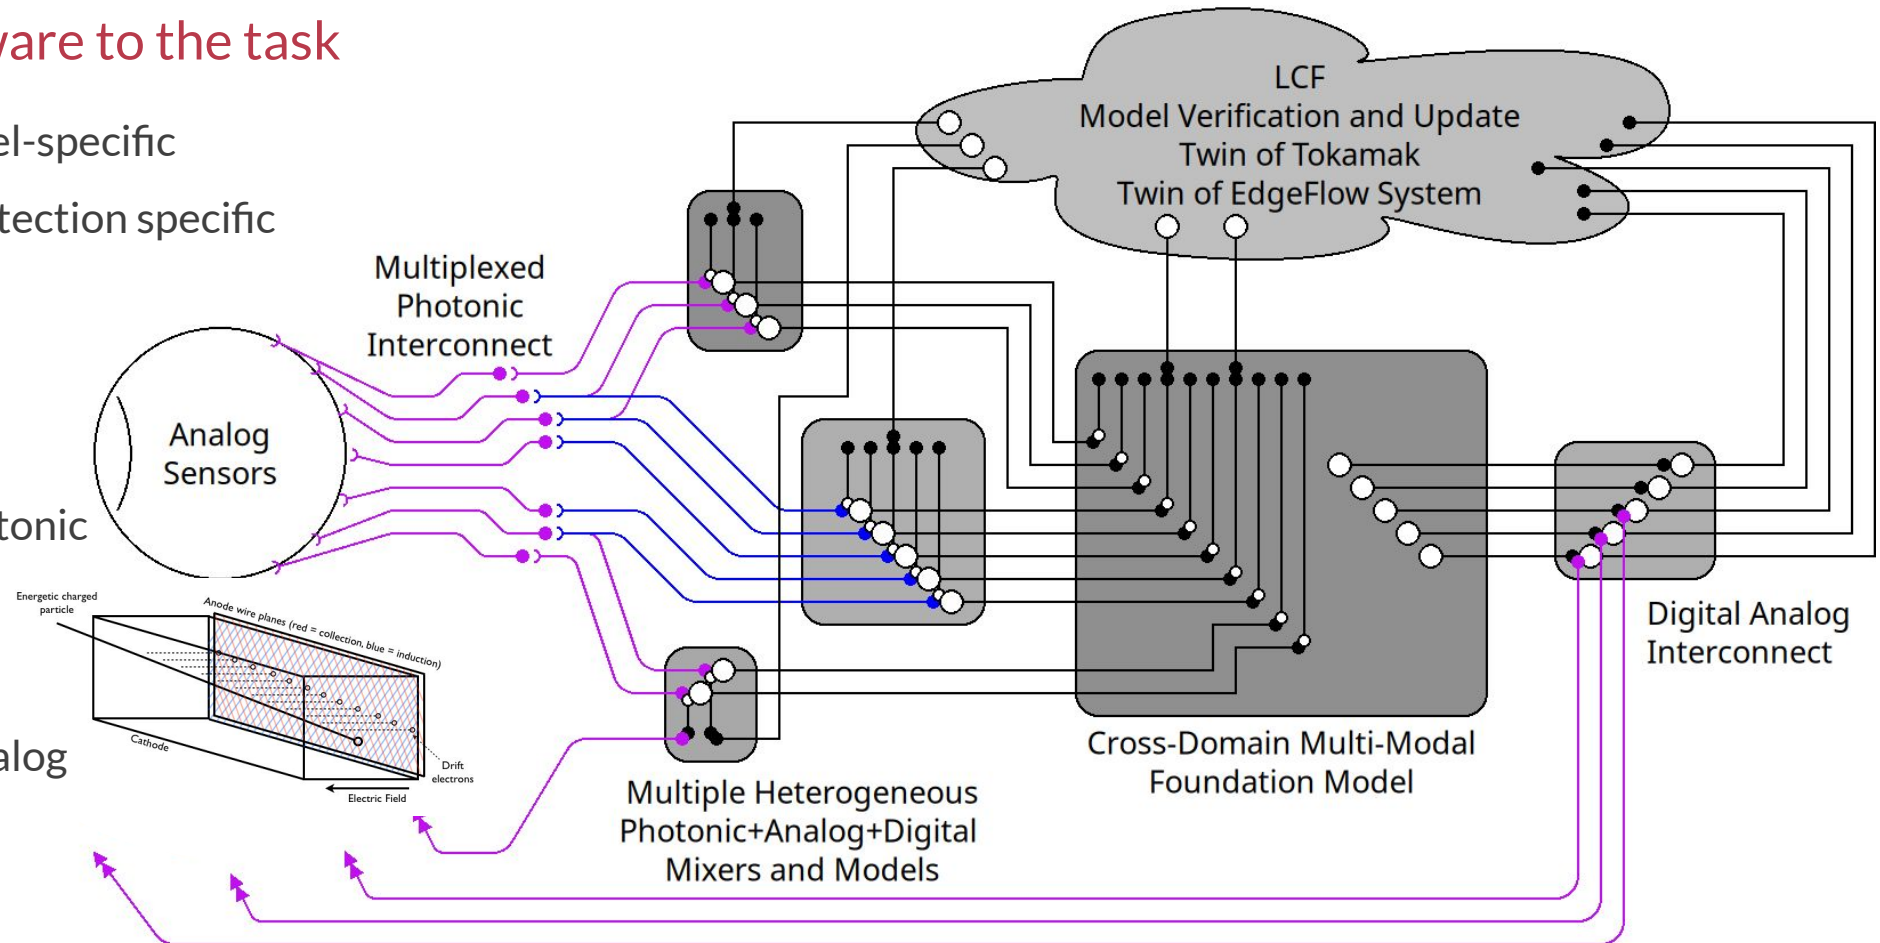 ware to the task
el-specific
tection specific
tonic
alog
LCF
Model Verification and Update
Twin of Tokamak
Twin of EdgeFlow System
Multiplexed
Photonic
Interconnect
Analog
Sensors
Energetic charged
particle
Anode wire planes (red = collection, blue = induction)
Cathode
Drift
electrons
Electric Field
Multiple Heterogeneous
Photonic+Analog+Digital
Mixers and Models
Cross-Domain Multi-Modal
Foundation Model
Digital Analog
Interconnect